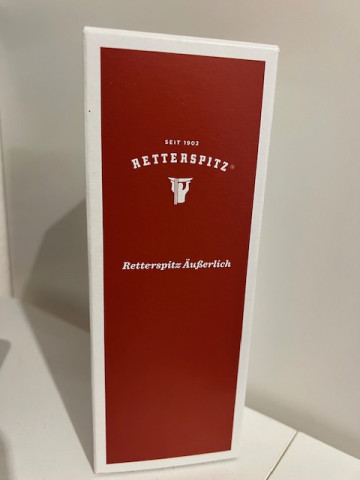 SEIT 1902
RETTERSPITZ®
Retterspitz Äußerlich